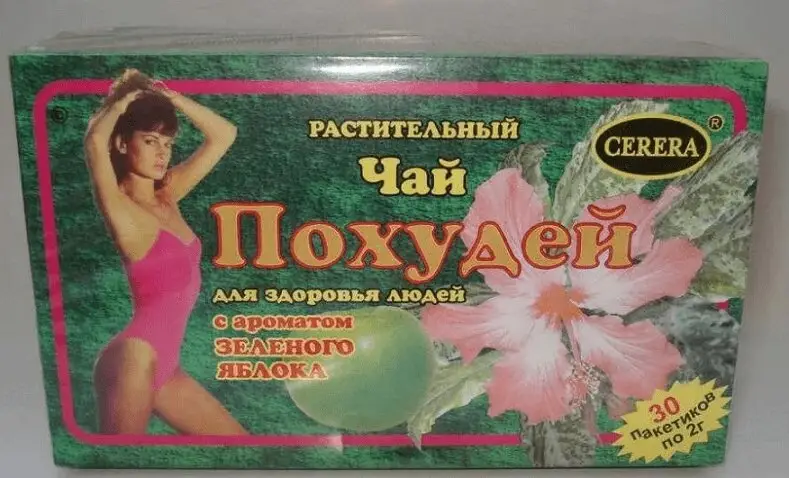 РАСТИТЕЛЬНЫЙ
CERERA ®
Чай
Похудей
для здоровья людей
с ароматом
ЗЕЛЕНОГО
ЯБЛОКА
30
пакетиков
по 2г